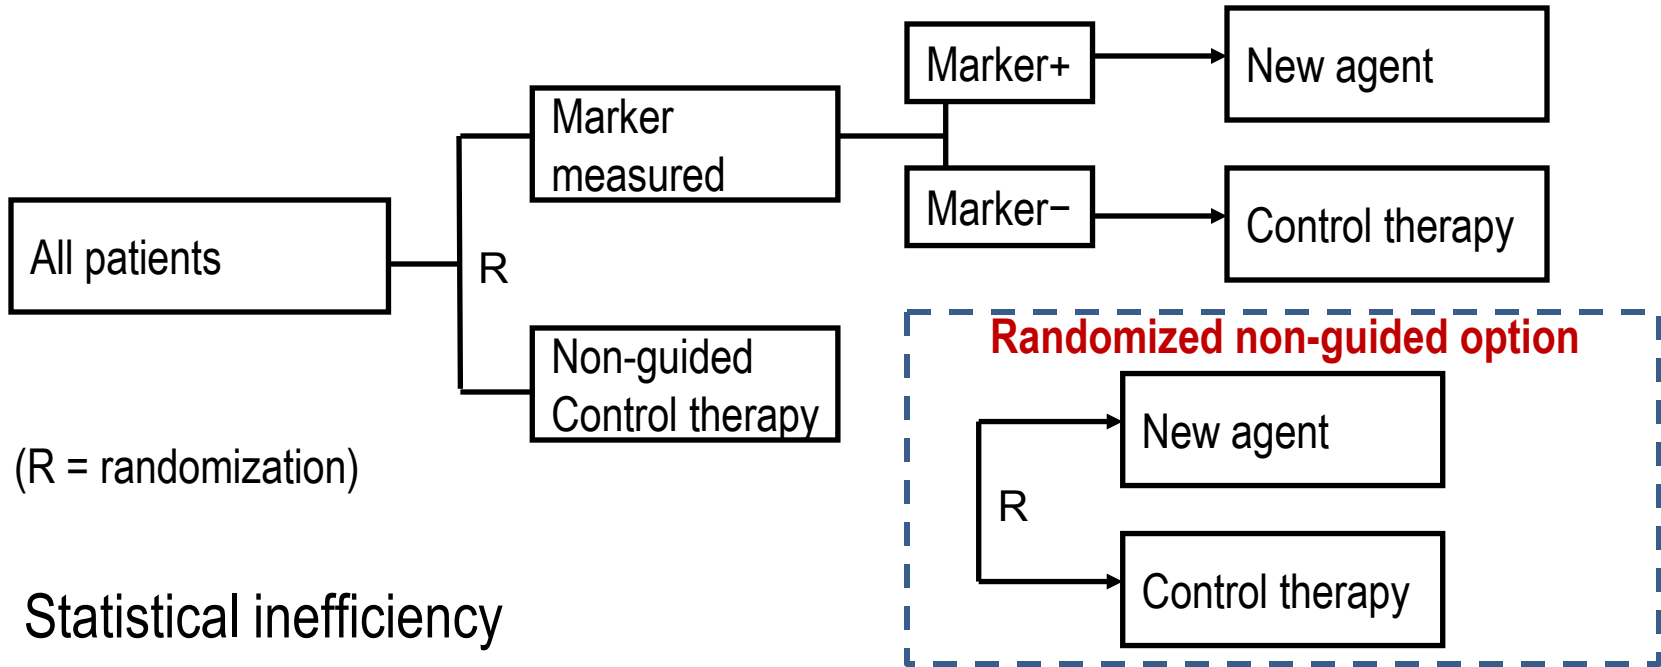 All patients
R
Marker
measured
Non-guided
Control therapy
Marker+
New agent
Marker−
Control therapy
(R = randomization)
Statistical inefficiency
Randomized non-guided option
R
New agent
Control therapy